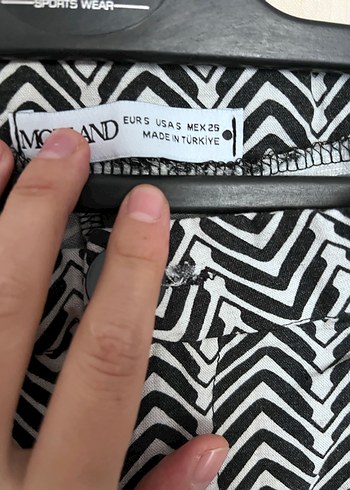 SPORTS WEAR
EUR S USA S MEX 25
MADE IN TÜRKİYE